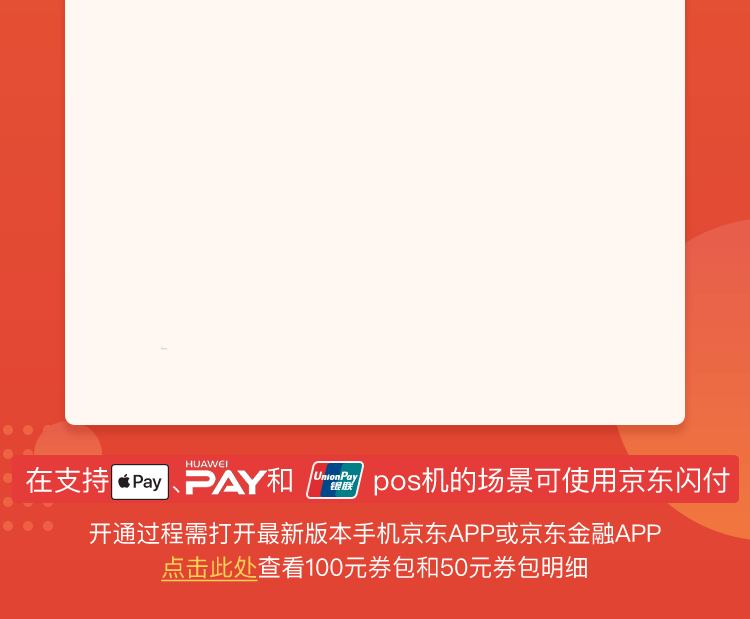 在支持 Pay、HUAWEI PAY和 UnionPay 银联 pos机的场景可使用京东闪付
开通过程需打开最新版本手机京东APP或京东金融APP
点击此处查看100元券包和50元券包明细